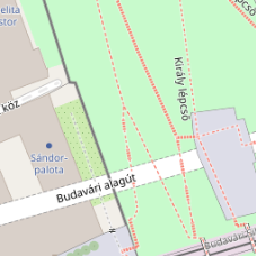 elita
stor
köz
Király lépcső
lépcső
Sándor-
palota
Budavári alagút
Budavári